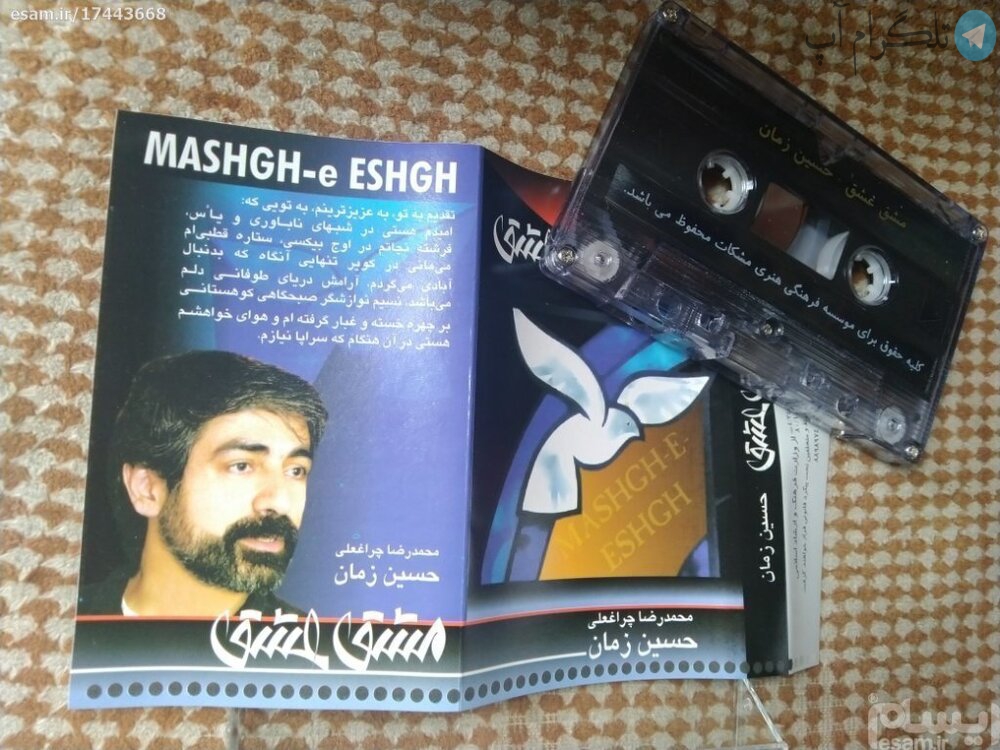 esam.ir/17443668
تلگرام آپ
MASHGH-e ESHGH
تقدیم به تو، به عزیزترینم، به تویی که:
امیدم هستی در شبهای ناباوری و یأس،
فرشته نجاتم در اوج بیکسی، ستاره قطبی‌ام
می‌مانی در کویر تنهایی آنگاه که بدنبال
آبادی می‌گردم، آرامش دریای طوفانی دلم
می‌باشد، نسیم نوازشگر صبحگاهی کوهستانی
بر چهره خسته و غبار گرفته ام و هوای خواهشم
هستی در آن هنگام که سراپا نیازم.
محمدرضا چراغعلی
حسین زمان
مشق عشق
عشق
MASHGH-E-
ESHGH
محمدرضا چراغعلی
حسین زمان
مشق عشق . حسین زمان
کلیه حقوق برای موسسه فرهنگی هنری مشکات محفوظ می باشد.
عشق
حسین زمان
ایسام
esam.ir